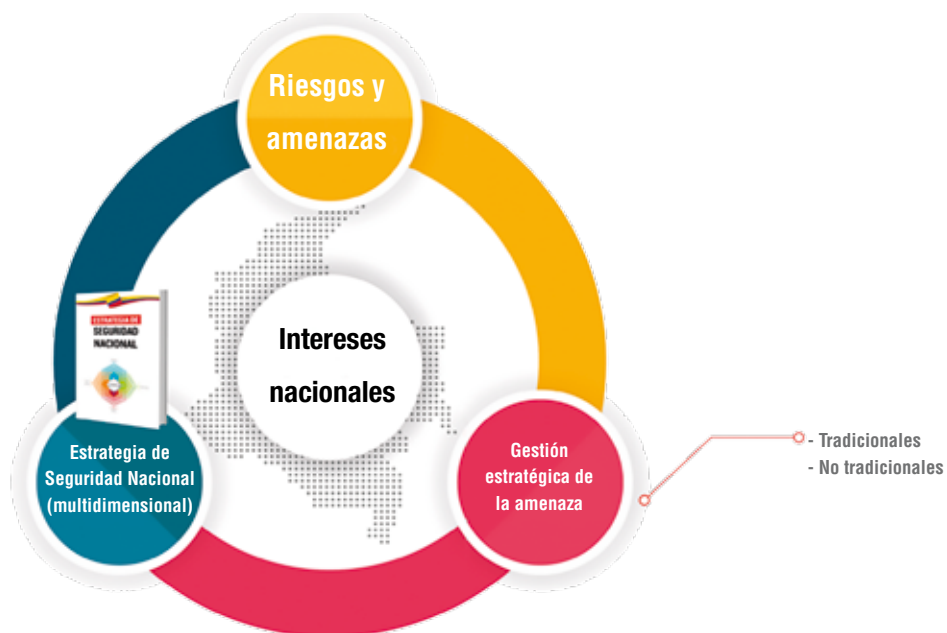 Riesgos y
amenazas
ESTRATEGIA DE
SEGURIDAD
NACIONAL
Intereses
nacionales
Estrategia de
Seguridad Nacional
(multidimensional)
Gestión
estratégica de
la amenaza
- Tradicionales
- No tradicionales